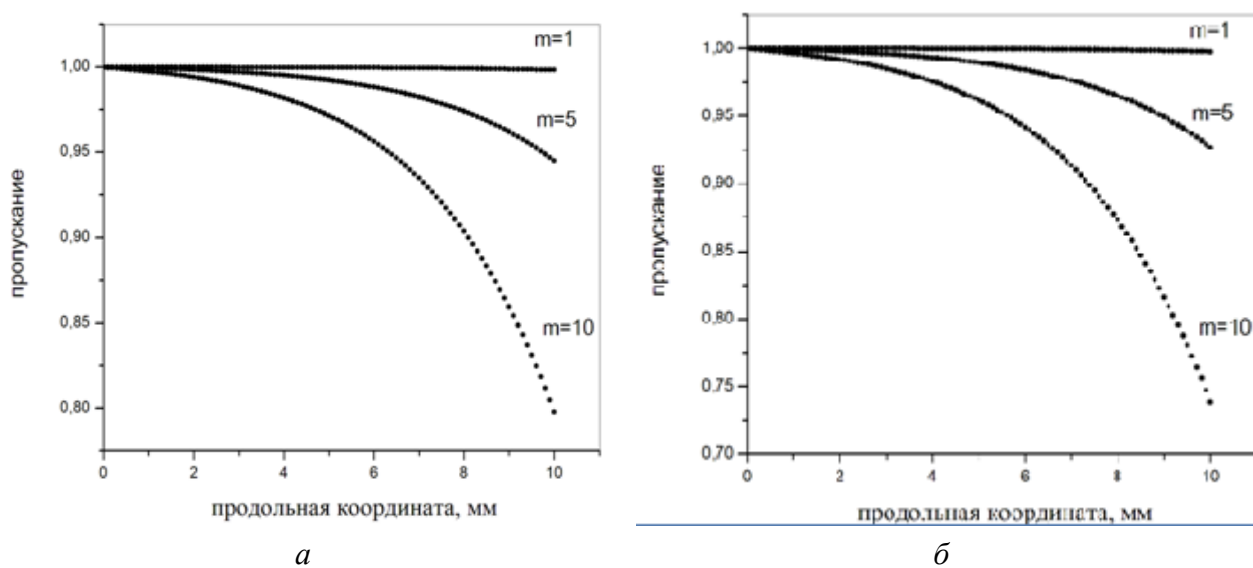 m=1
1,00
m=5
0,95
0,90
0,85
m=10
0,80
0 2 4 6 8 10
пропускание
продольная координата, мм
а
m=1
1,00
m=5
0,95
0,90
0,85
0,80
m=10
0,75
0,70
0 2 4 6 8 10
пропускание
продольная координата, мм
б